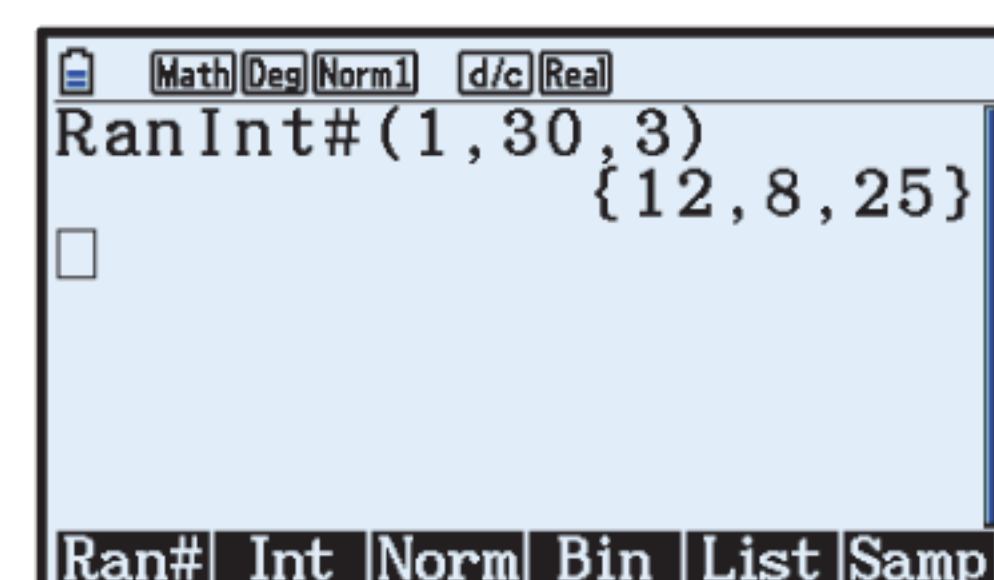 Math Deg Norm1 d/c Real
RanInt#(1,30,3)
{12,8,25}
Ran# Int Norm Bin List Samp